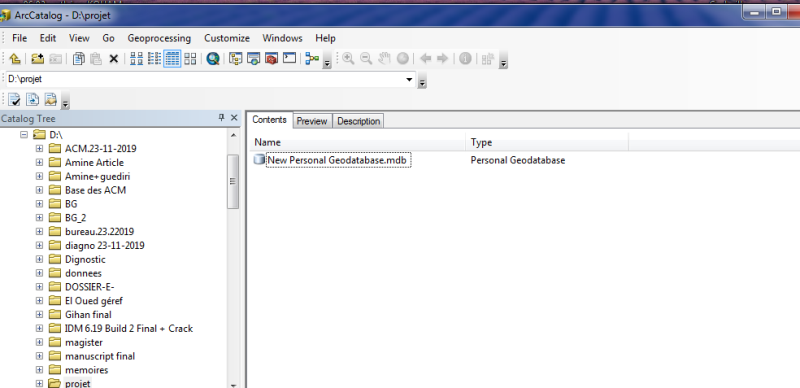 ArcCatalog - D:\projet
File Edit View Go Geoprocessing Customize Windows Help
D:\projet
Catalog Tree
Contents Preview Description
Name Type
New Personal Geodatabase.mdb Personal Geodatabase
D:\
ACM.23-11-2019
Amine Article
Amine+guediri
Base des ACM
BG
BG_2
bureau.23.22019
diagno 23-11-2019
Dignostic
donnees
DOSSIER-E-
El Oued géref
Gihan final
IDM 6.19 Build 2 Final + Crack
magister
manuscript final
memoires
projet